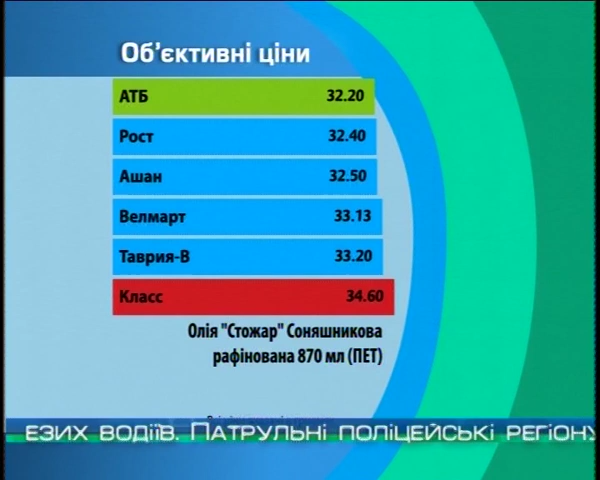 Об'єктивні ціни
АТБ 32.20
Рост 32.40
Ашан 32.50
Велмарт 33.13
Таврия-В 33.20
Класс 34.60
Олія "Стожар" Соняшникова
рафінована 870 мл (ПЕТ)
езих водіїв. Патрульні поліцейські регіону